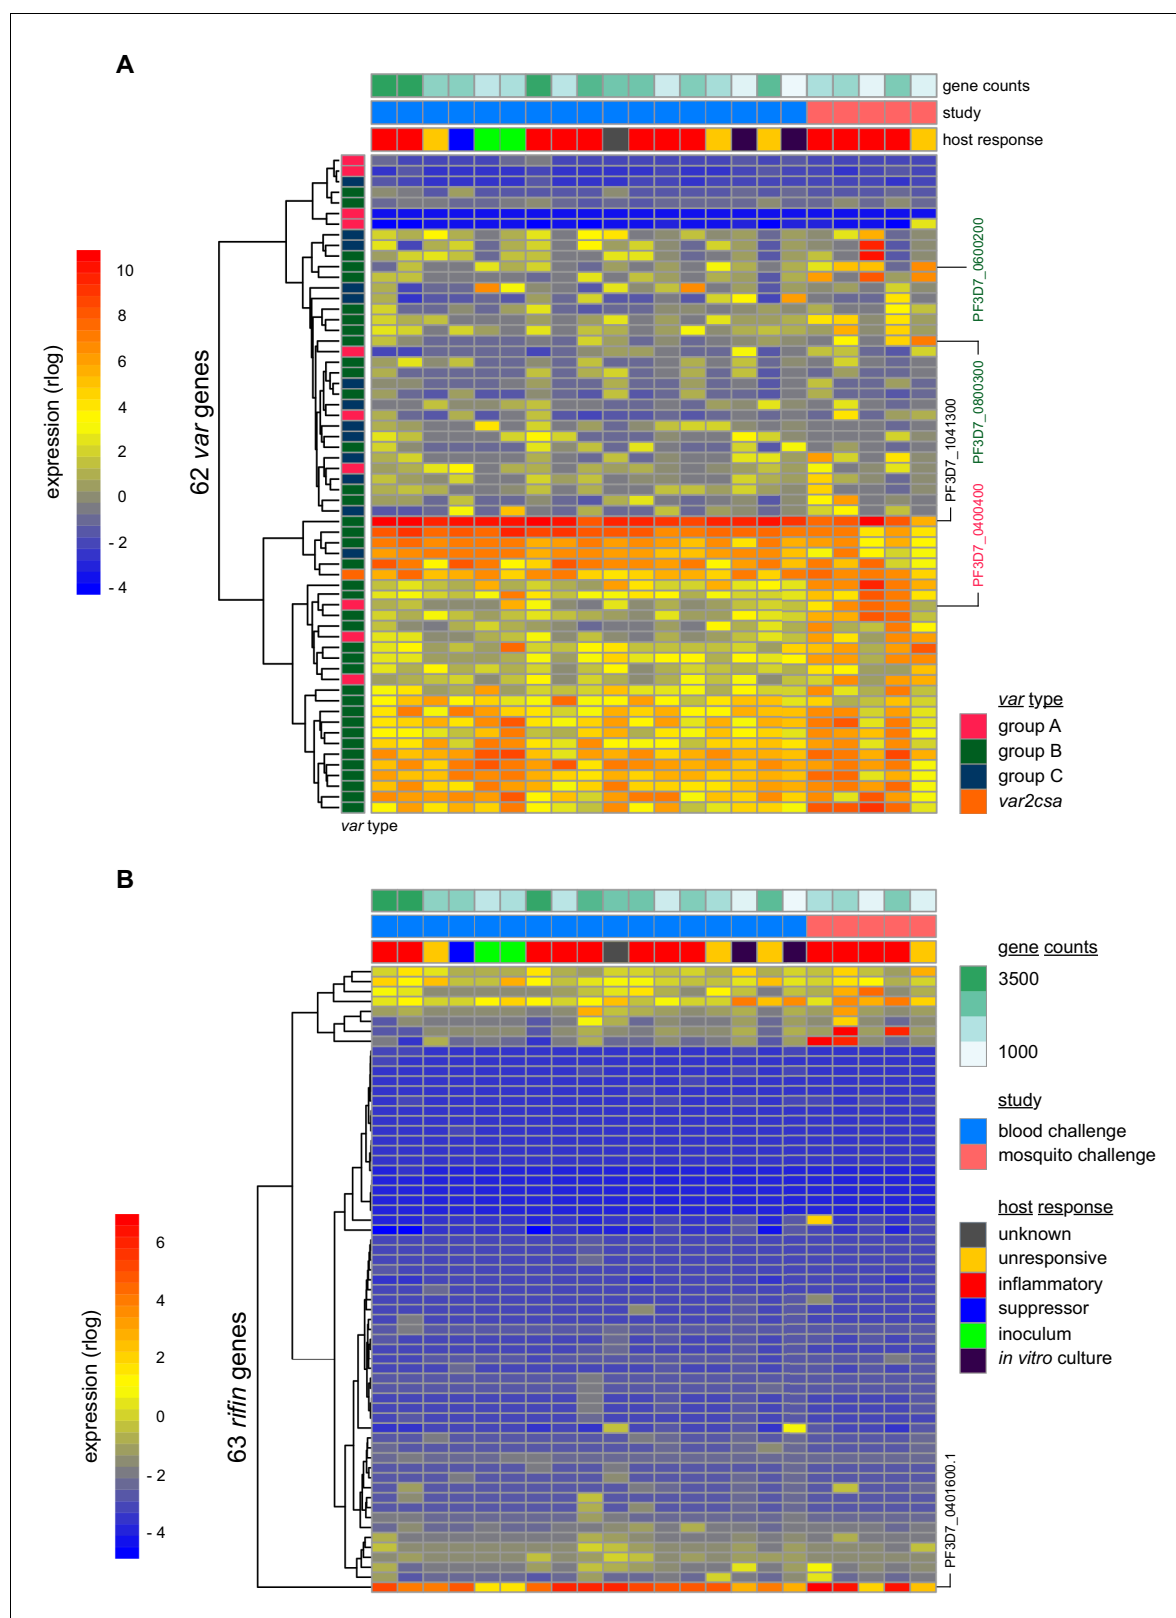 A
gene counts
study
host response
expression (rlog)
10
8
6
4
2
0
- 2
- 4
62 var genes
PF3D7_0600200
PF3D7_0800300
PF3D7_1041300
PF3D7_0400400
var type
group A
group B
group C
var2csa
var type
B
gene counts
3500
1000
study
blood challenge
mosquito challenge
host response
unknown
unresponsive
inflammatory
suppressor
inoculum
in vitro culture
expression (rlog)
6
4
2
0
- 2
- 4
63 rifin genes
PF3D7_0401600.1